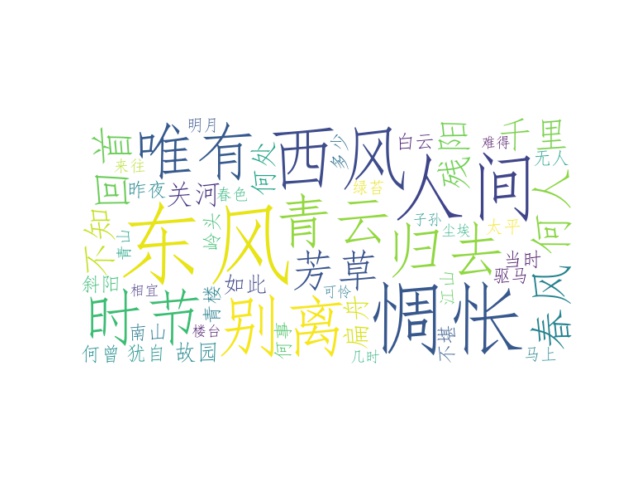 明月
唯有
西风
多少
白云
残阳
难得
千里
无人
回首
来往
昨夜
关河
春色
何处
绿苔
人间
何人
不知
青山
东风
岭头
青云
子孙
尘埃
太平
归去
当时
驱马
斜阳
相宜
如此
芳草
可怜
江山
春风
时节
南山
楼台
青楼
别离
何事
扁舟
惆怅
不堪
何曾
犹自
故园
几时
马上